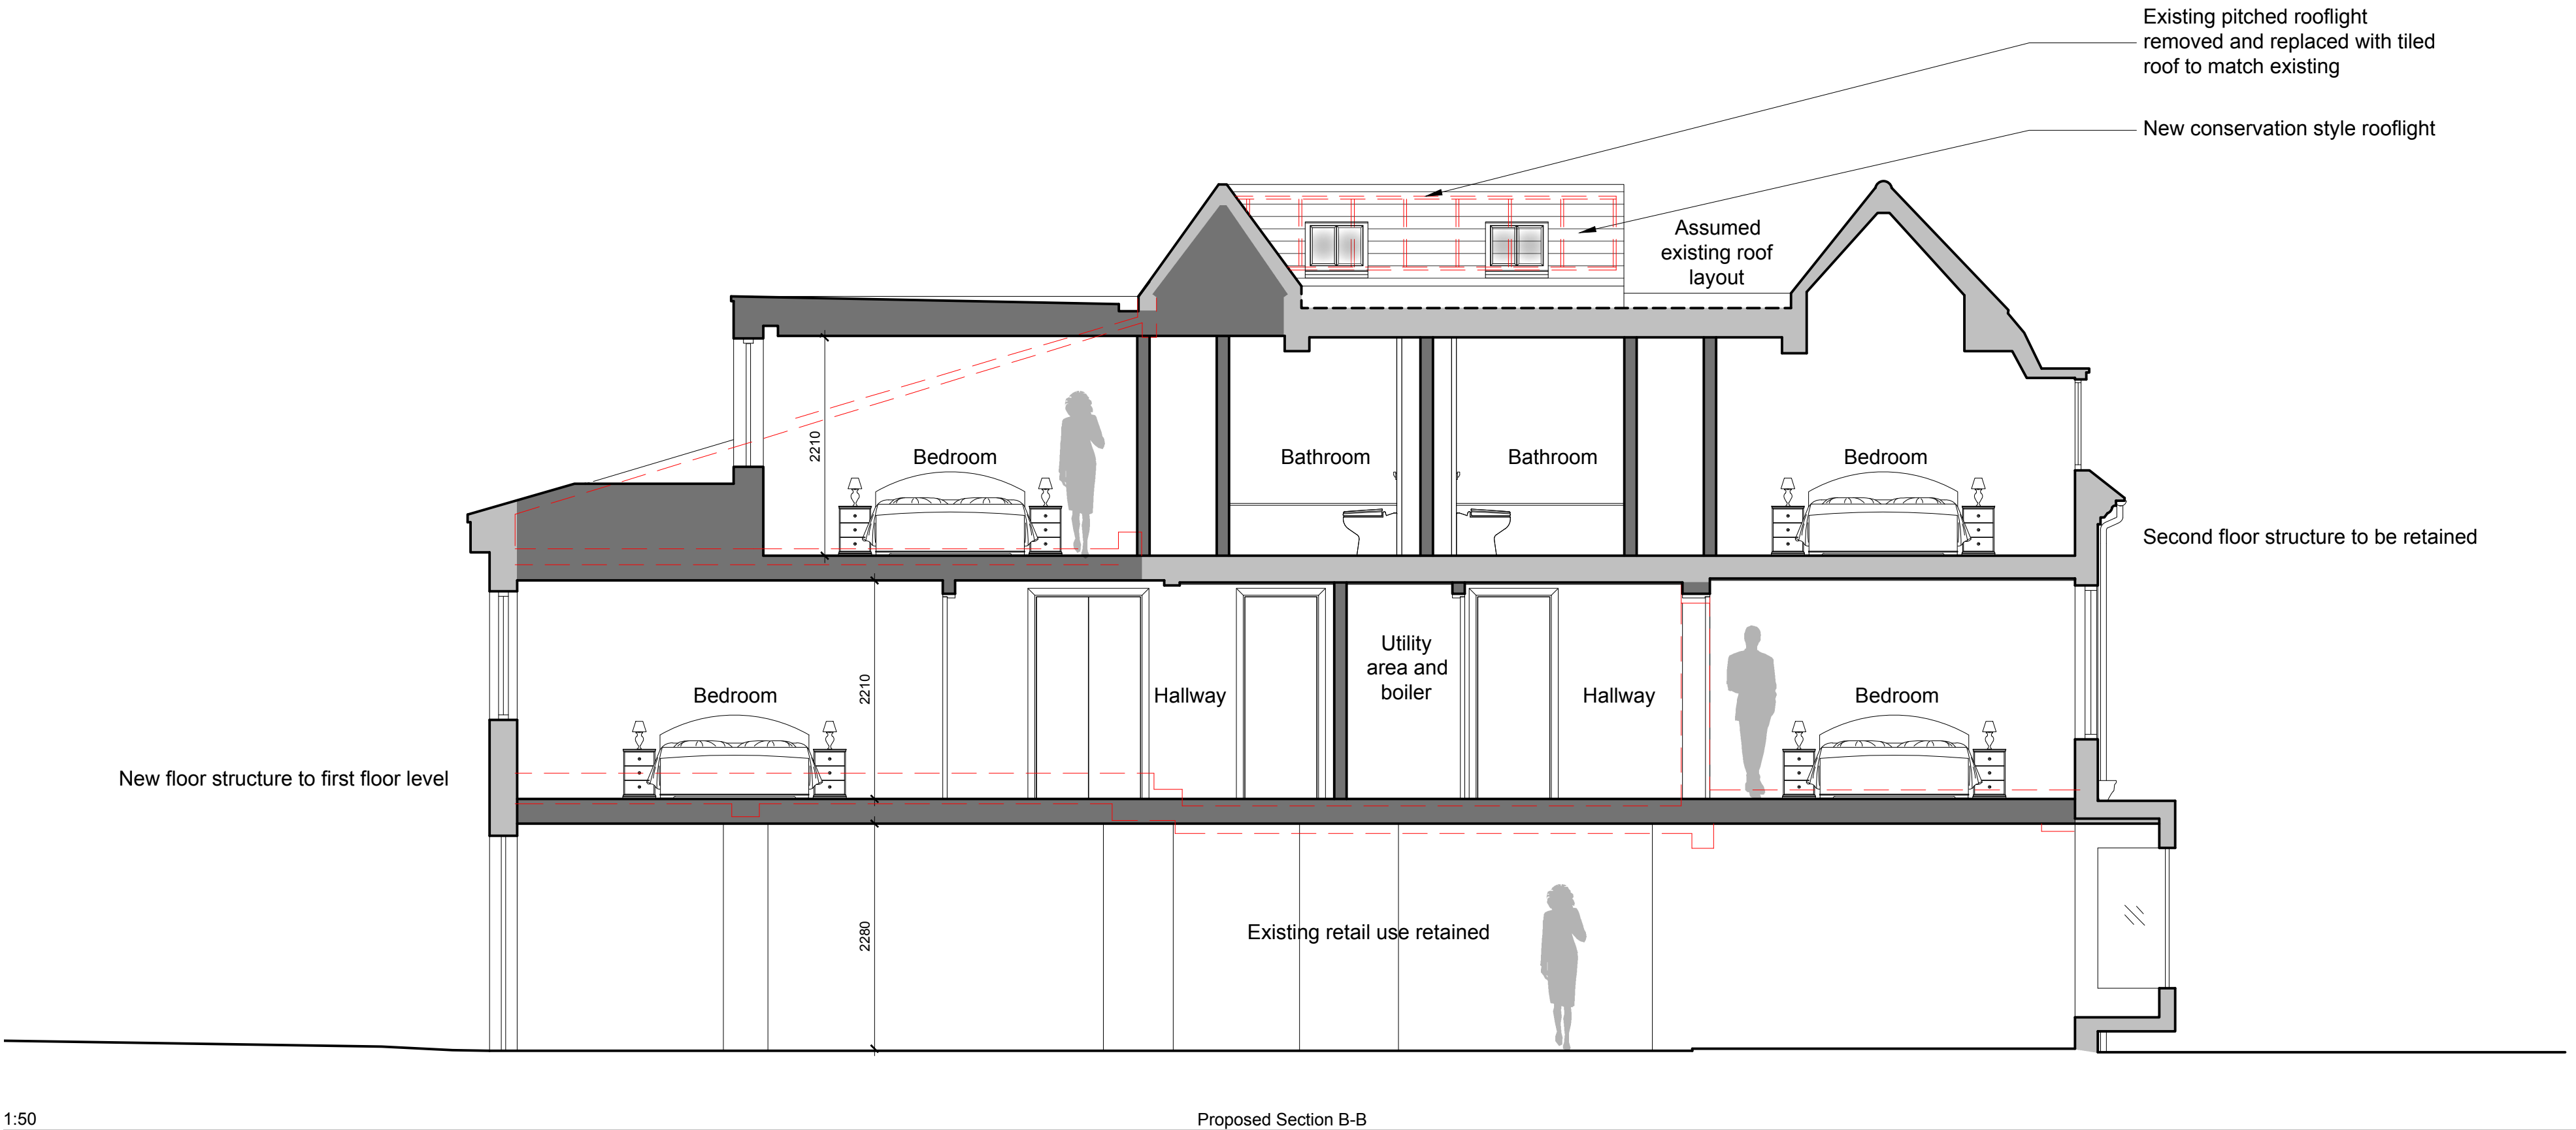 Existing pitched rooflight
removed and replaced with tiled
roof to match existing
New conservation style rooflight
Assumed
existing roof
layout
2210
Bedroom
Bathroom
Bathroom
Bedroom
Second floor structure to be retained
Utility
area and
boiler
2210
Bedroom
Hallway
Hallway
Bedroom
New floor structure to first floor level
2280
Existing retail use retained
1:50
Proposed Section B-B